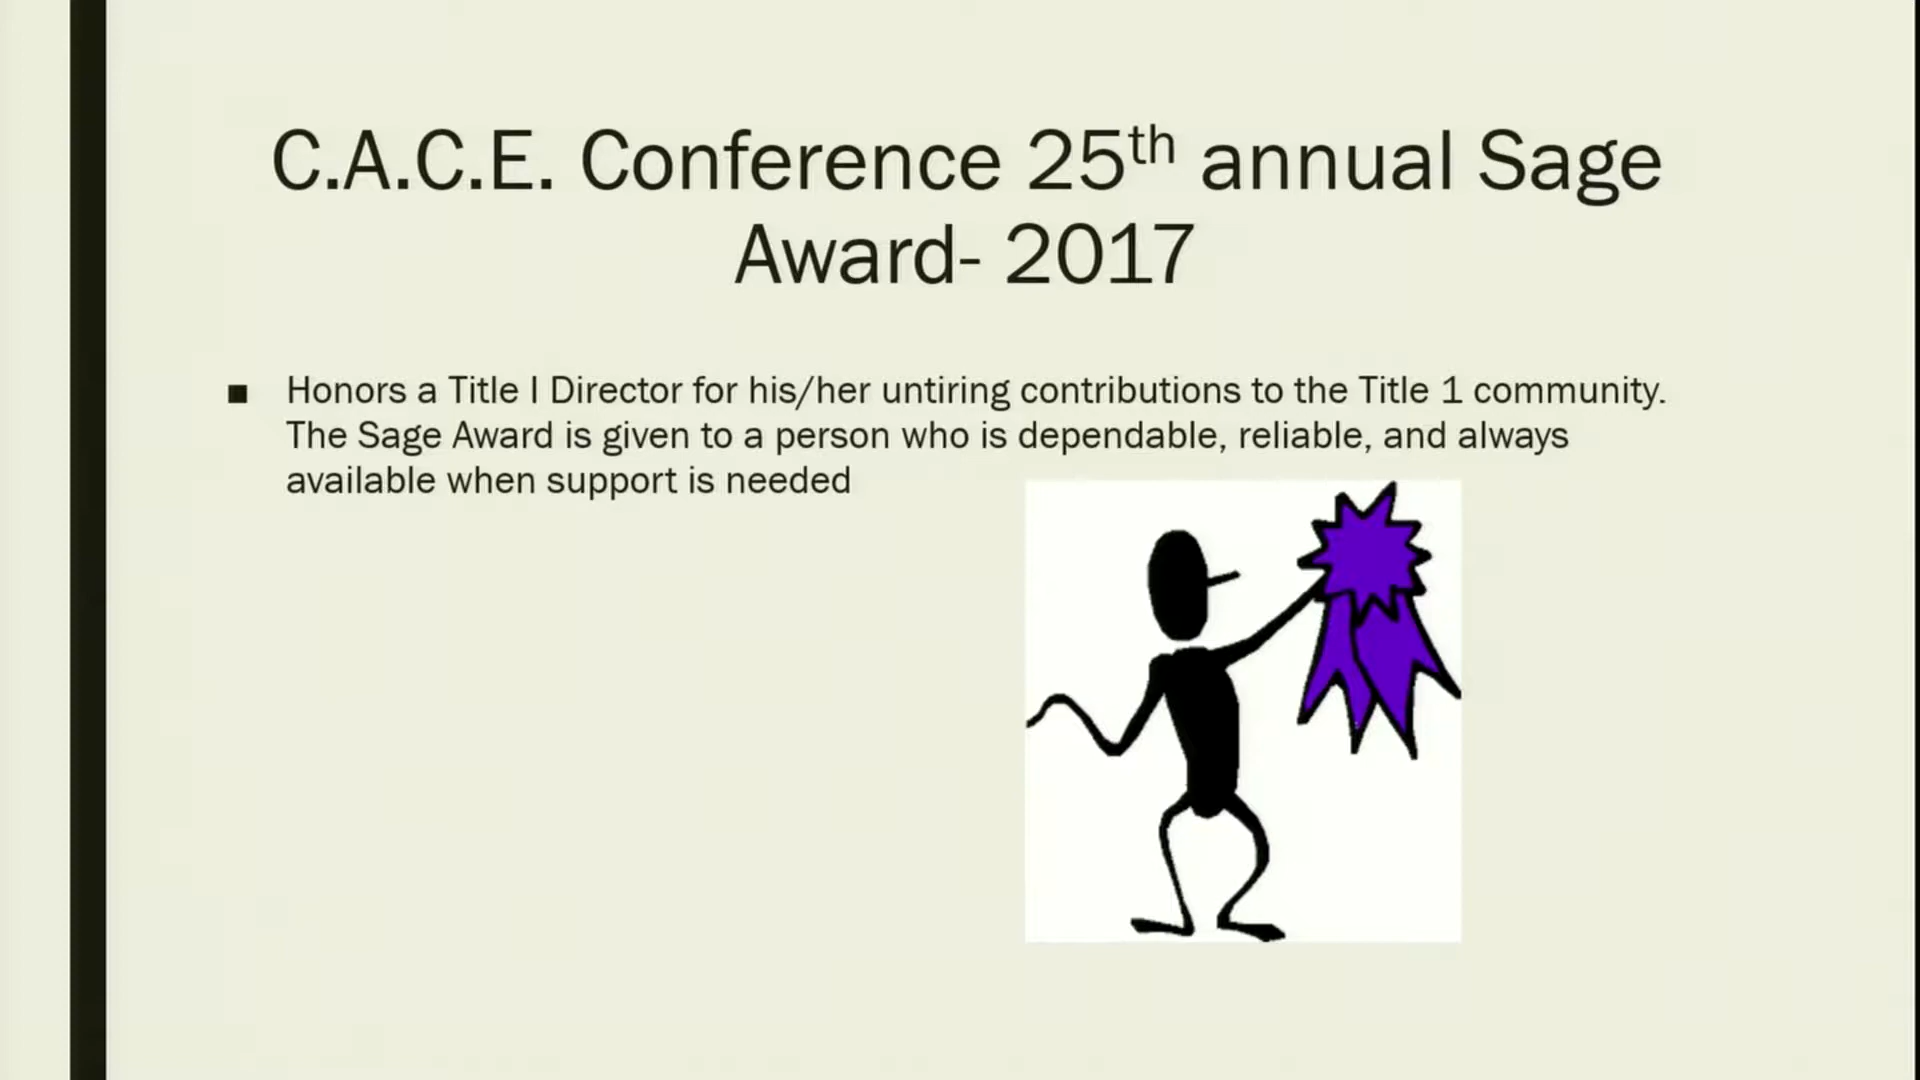 C.A.C.E. Conference 25th annual Sage
Award- 2017
■ Honors a Title I Director for his/her untiring contributions to the Title 1 community.
The Sage Award is given to a person who is dependable, reliable, and always
available when support is needed